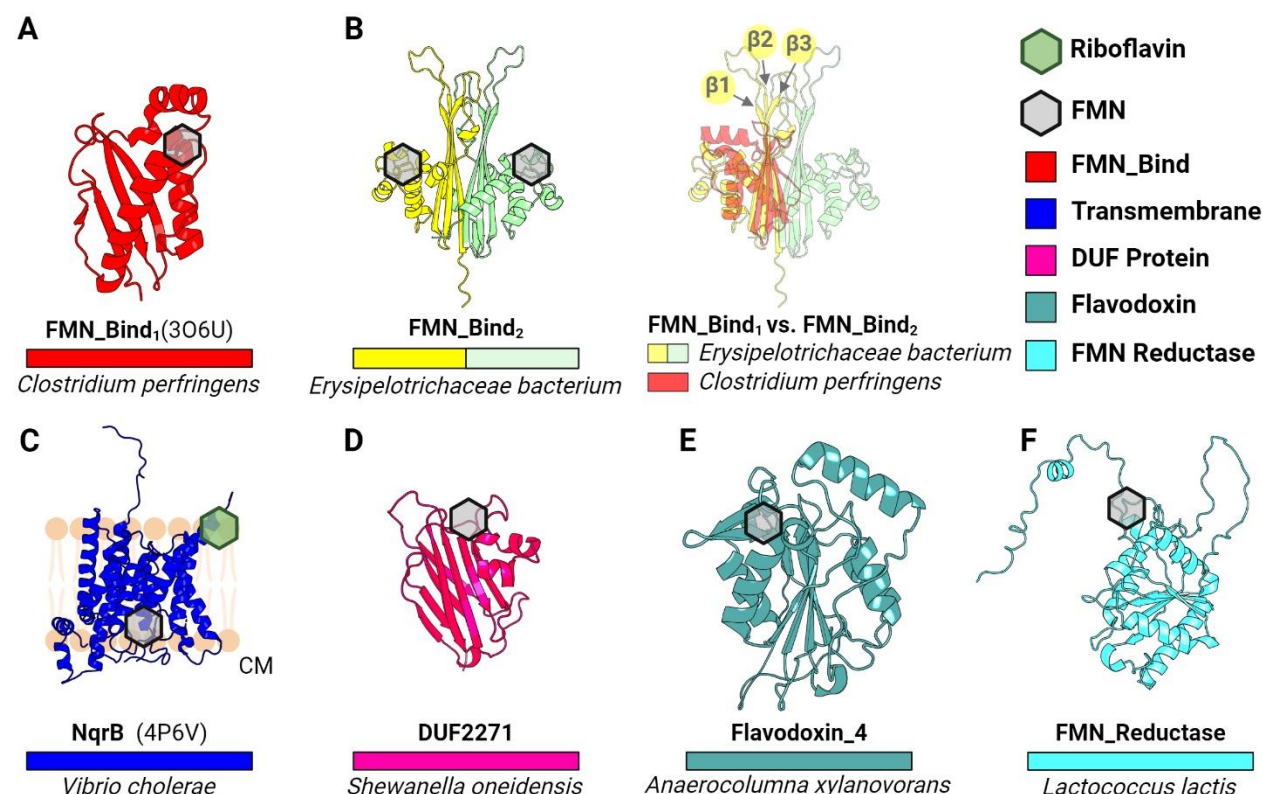 A
B
β2
β3
β1
FMN_Bind₁(3O6U)
Clostridium perfringens
FMN_Bind₂
Erysipelotrichaceae bacterium
FMN_Bind₁ vs. FMN_Bind₂
Erysipelotrichaceae bacterium
Clostridium perfringens
Riboflavin
FMN
FMN_Bind
Transmembrane
DUF Protein
Flavodoxin
FMN Reductase
C
CM
NqrB (4P6V)
Vibrio cholerae
D
DUF2271
Shewanella oneidensis
E
Flavodoxin_4
Anaerocolumna xylanovorans
F
FMN_Reductase
Lactococcus lactis